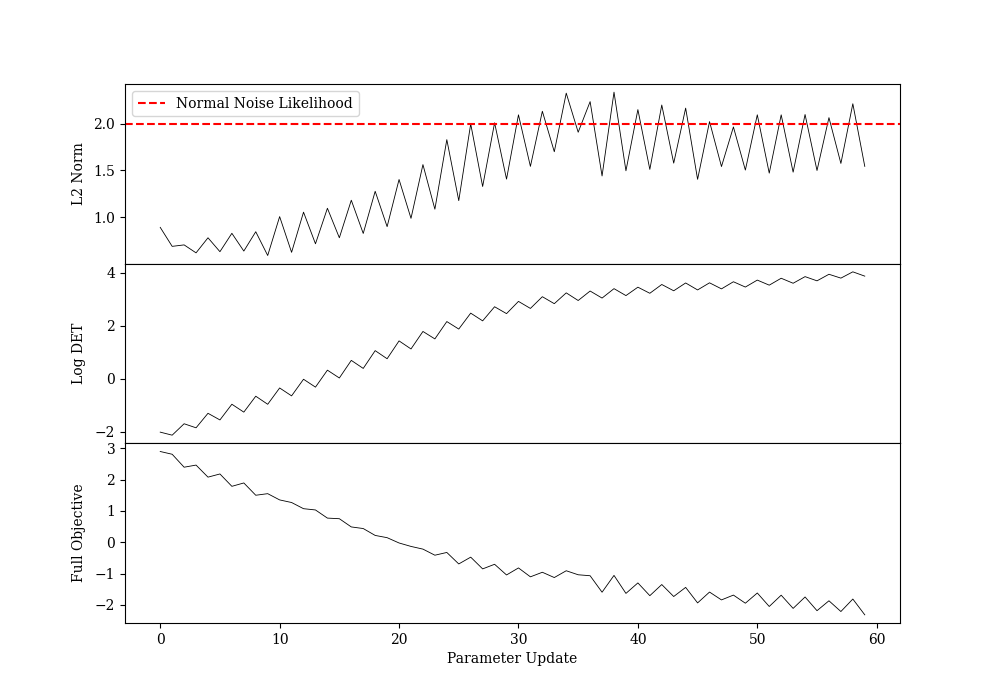 Normal Noise Likelihood
2.0
1.5
1.0
L2 Norm
4
2
0
−2
Log DET
3
2
1
0
−1
−2
Full Objective
0 10 20 30 40 50 60
Parameter Update